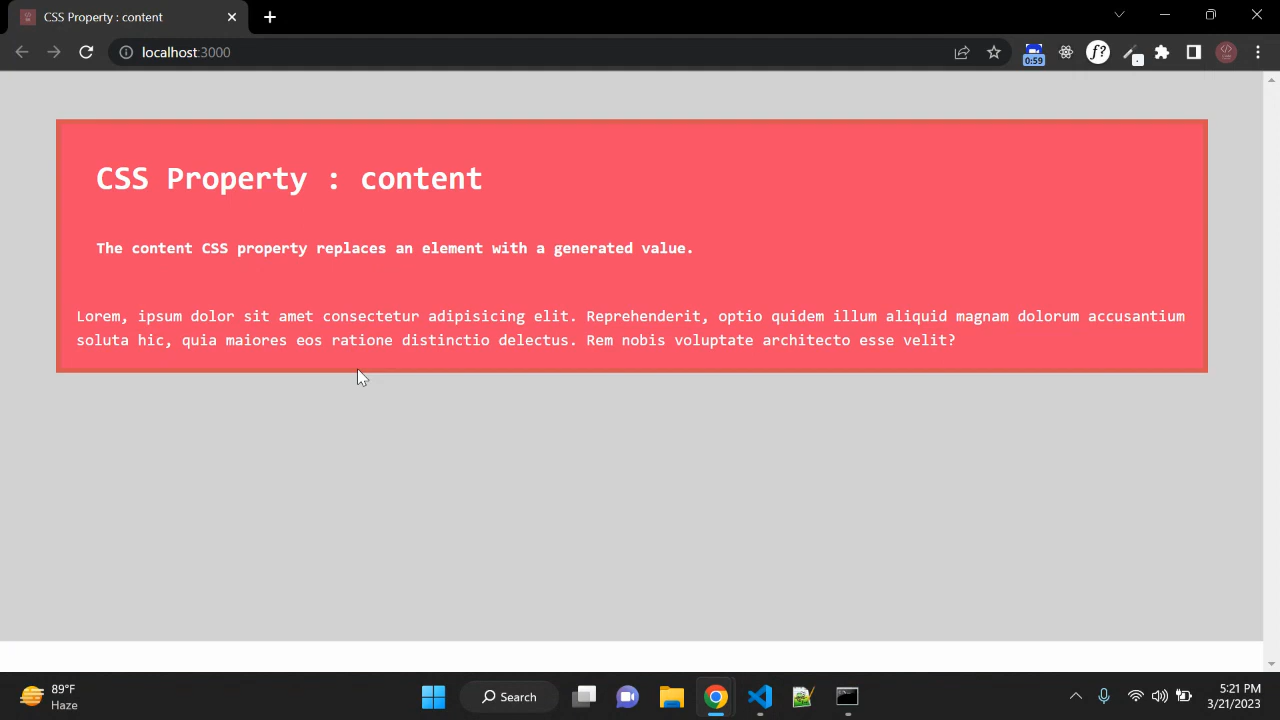 CSS Property : content
localhost:3000
f?
0:59
CSS Property : content
The content CSS property replaces an element with a generated value.
Lorem, ipsum dolor sit amet consectetur adipisicing elit. Reprehenderit, optio quidem illum aliquid magnam dolorum accusantium
soluta hic, quia maiores eos ratione distinctio delectus. Rem nobis voluptate architecto esse velit?
89°F
Haze
Search
5:21 PM
3/21/2023